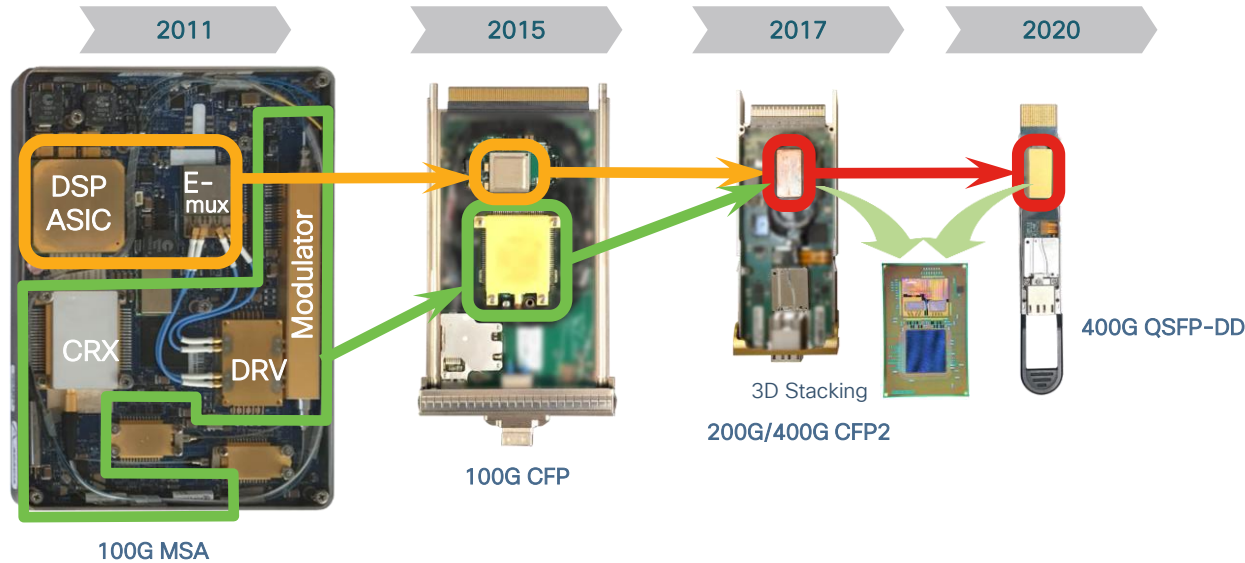 2011
2015
2017
2020
DSP
ASIC
E-
mux
Modulator
CRX
DRV
3D Stacking
200G/400G CFP2
400G QSFP-DD
100G CFP
100G MSA